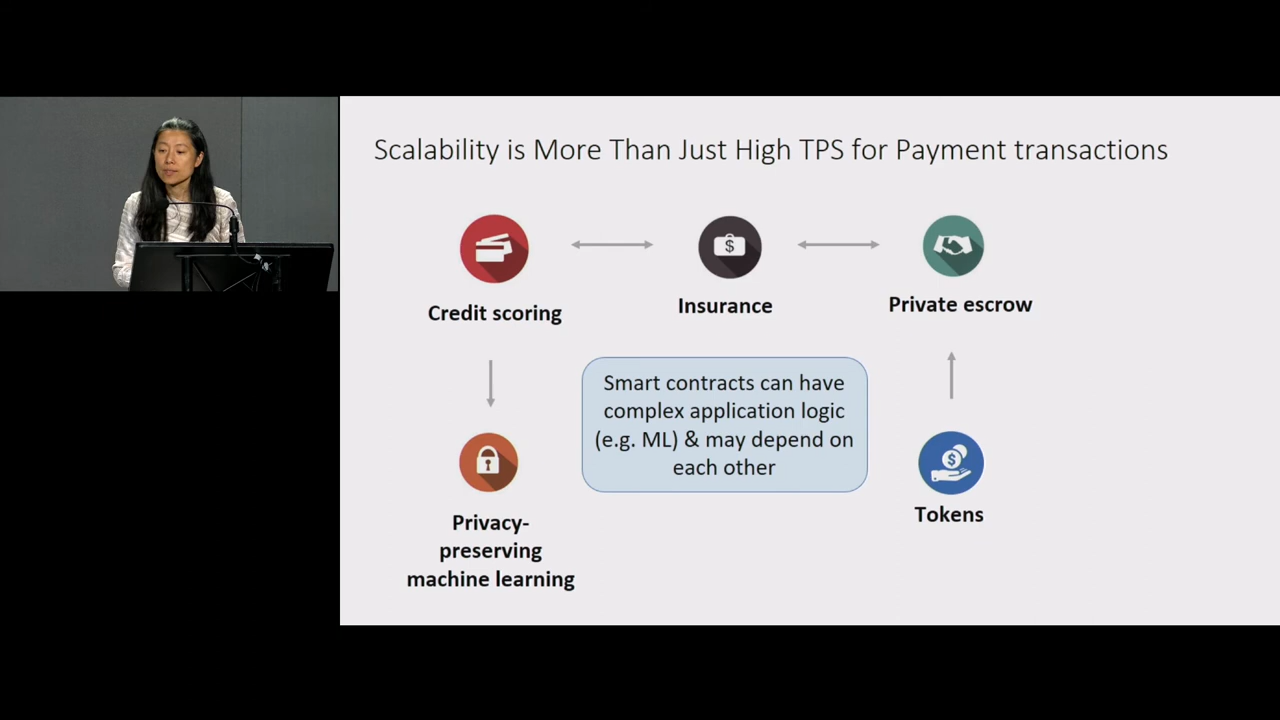 Scalability is More Than Just High TPS for Payment transactions
$
Credit scoring
Insurance
Private escrow
Smart contracts can have
complex application logic
(e.g. ML) & may depend on
each other
$
Privacy-
preserving
machine learning
Tokens